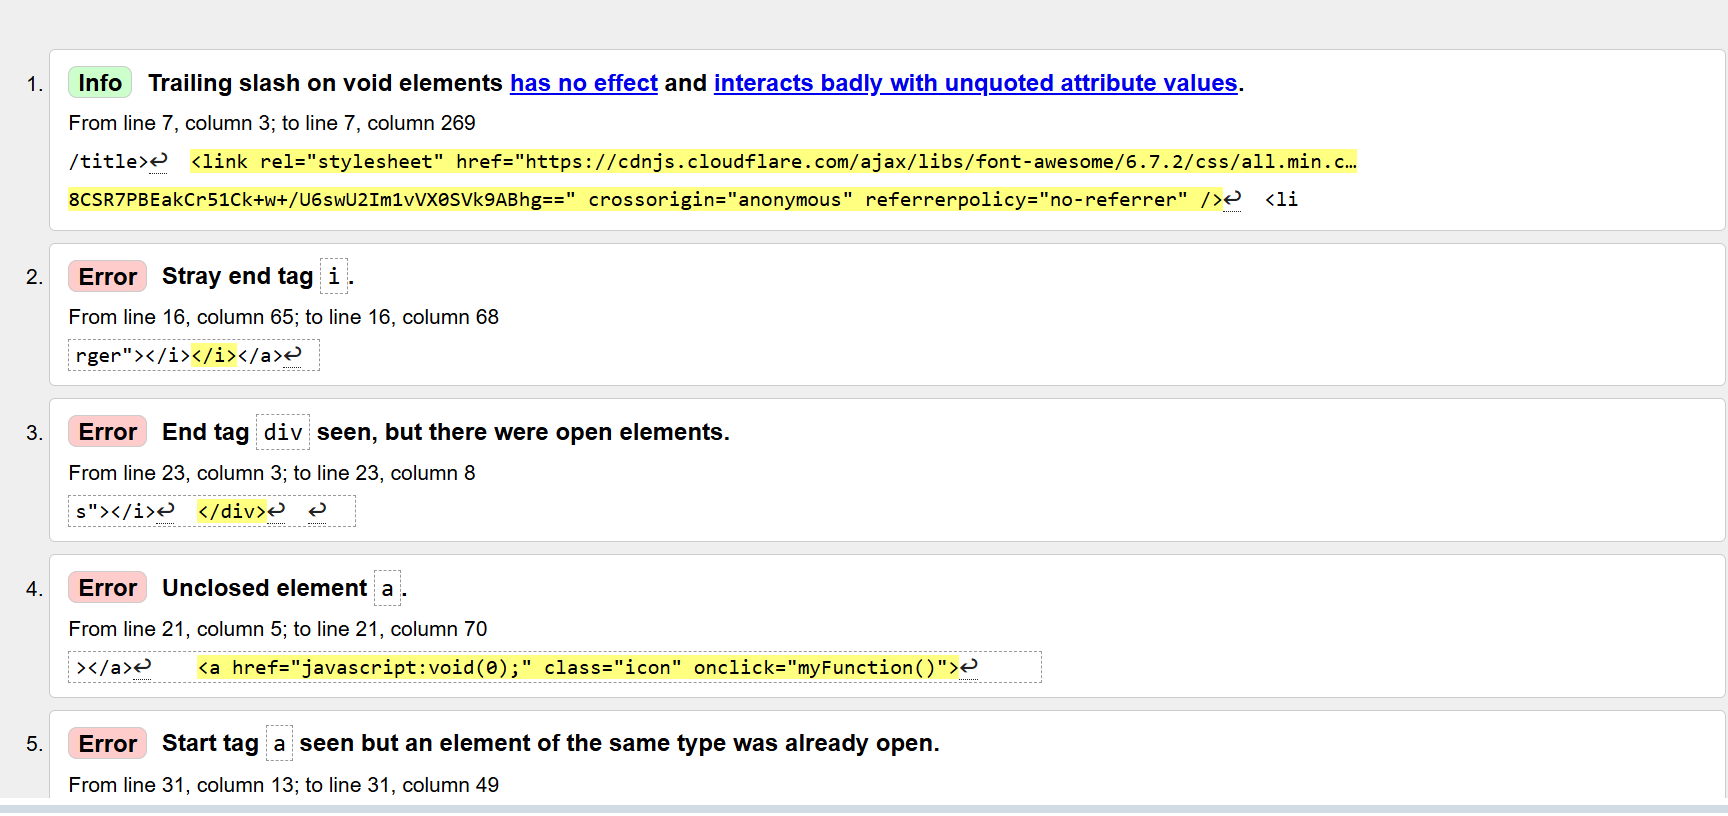 1. Info Trailing slash on void elements has no effect and interacts badly with unquoted attribute values.
From line 7, column 3; to line 7, column 269
/title>↩ <link rel="stylesheet" href="https://cdnjs.cloudflare.com/ajax/libs/font-awesome/6.7.2/css/all.min.c…
8CSR7PBEakCr51Ck+w+/U6swU2Im1vVX0SVk9ABhg==" crossorigin="anonymous" referrerpolicy="no-referrer" />↩ <li
2. Error Stray end tag i.
From line 16, column 65; to line 16, column 68
rger"></i></i></a>↩
3. Error End tag div seen, but there were open elements.
From line 23, column 3; to line 23, column 8
s"></i>↩ </div>↩ ↩
4. Error Unclosed element a.
From line 21, column 5; to line 21, column 70
></a>↩ <a href="javascript:void(0);" class="icon" onclick="myFunction()">↩
5. Error Start tag a seen but an element of the same type was already open.
From line 31, column 13; to line 31, column 49